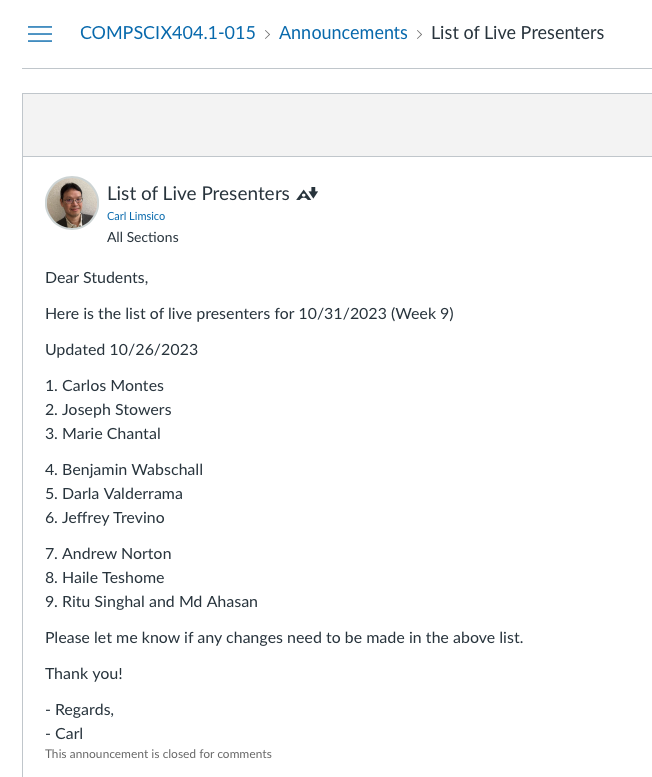 COMPSCIX404.1-015 > Announcements > List of Live Presenters
List of Live Presenters
Carl Limsico
All Sections
Dear Students,
Here is the list of live presenters for 10/31/2023 (Week 9)
Updated 10/26/2023
1. Carlos Montes
2. Joseph Stowers
3. Marie Chantal
4. Benjamin Wabschall
5. Darla Valderrama
6. Jeffrey Trevino
7. Andrew Norton
8. Haile Teshome
9. Ritu Singhal and Md Ahasan
Please let me know if any changes need to be made in the above list.
Thank you!
- Regards,
- Carl
This announcement is closed for comments